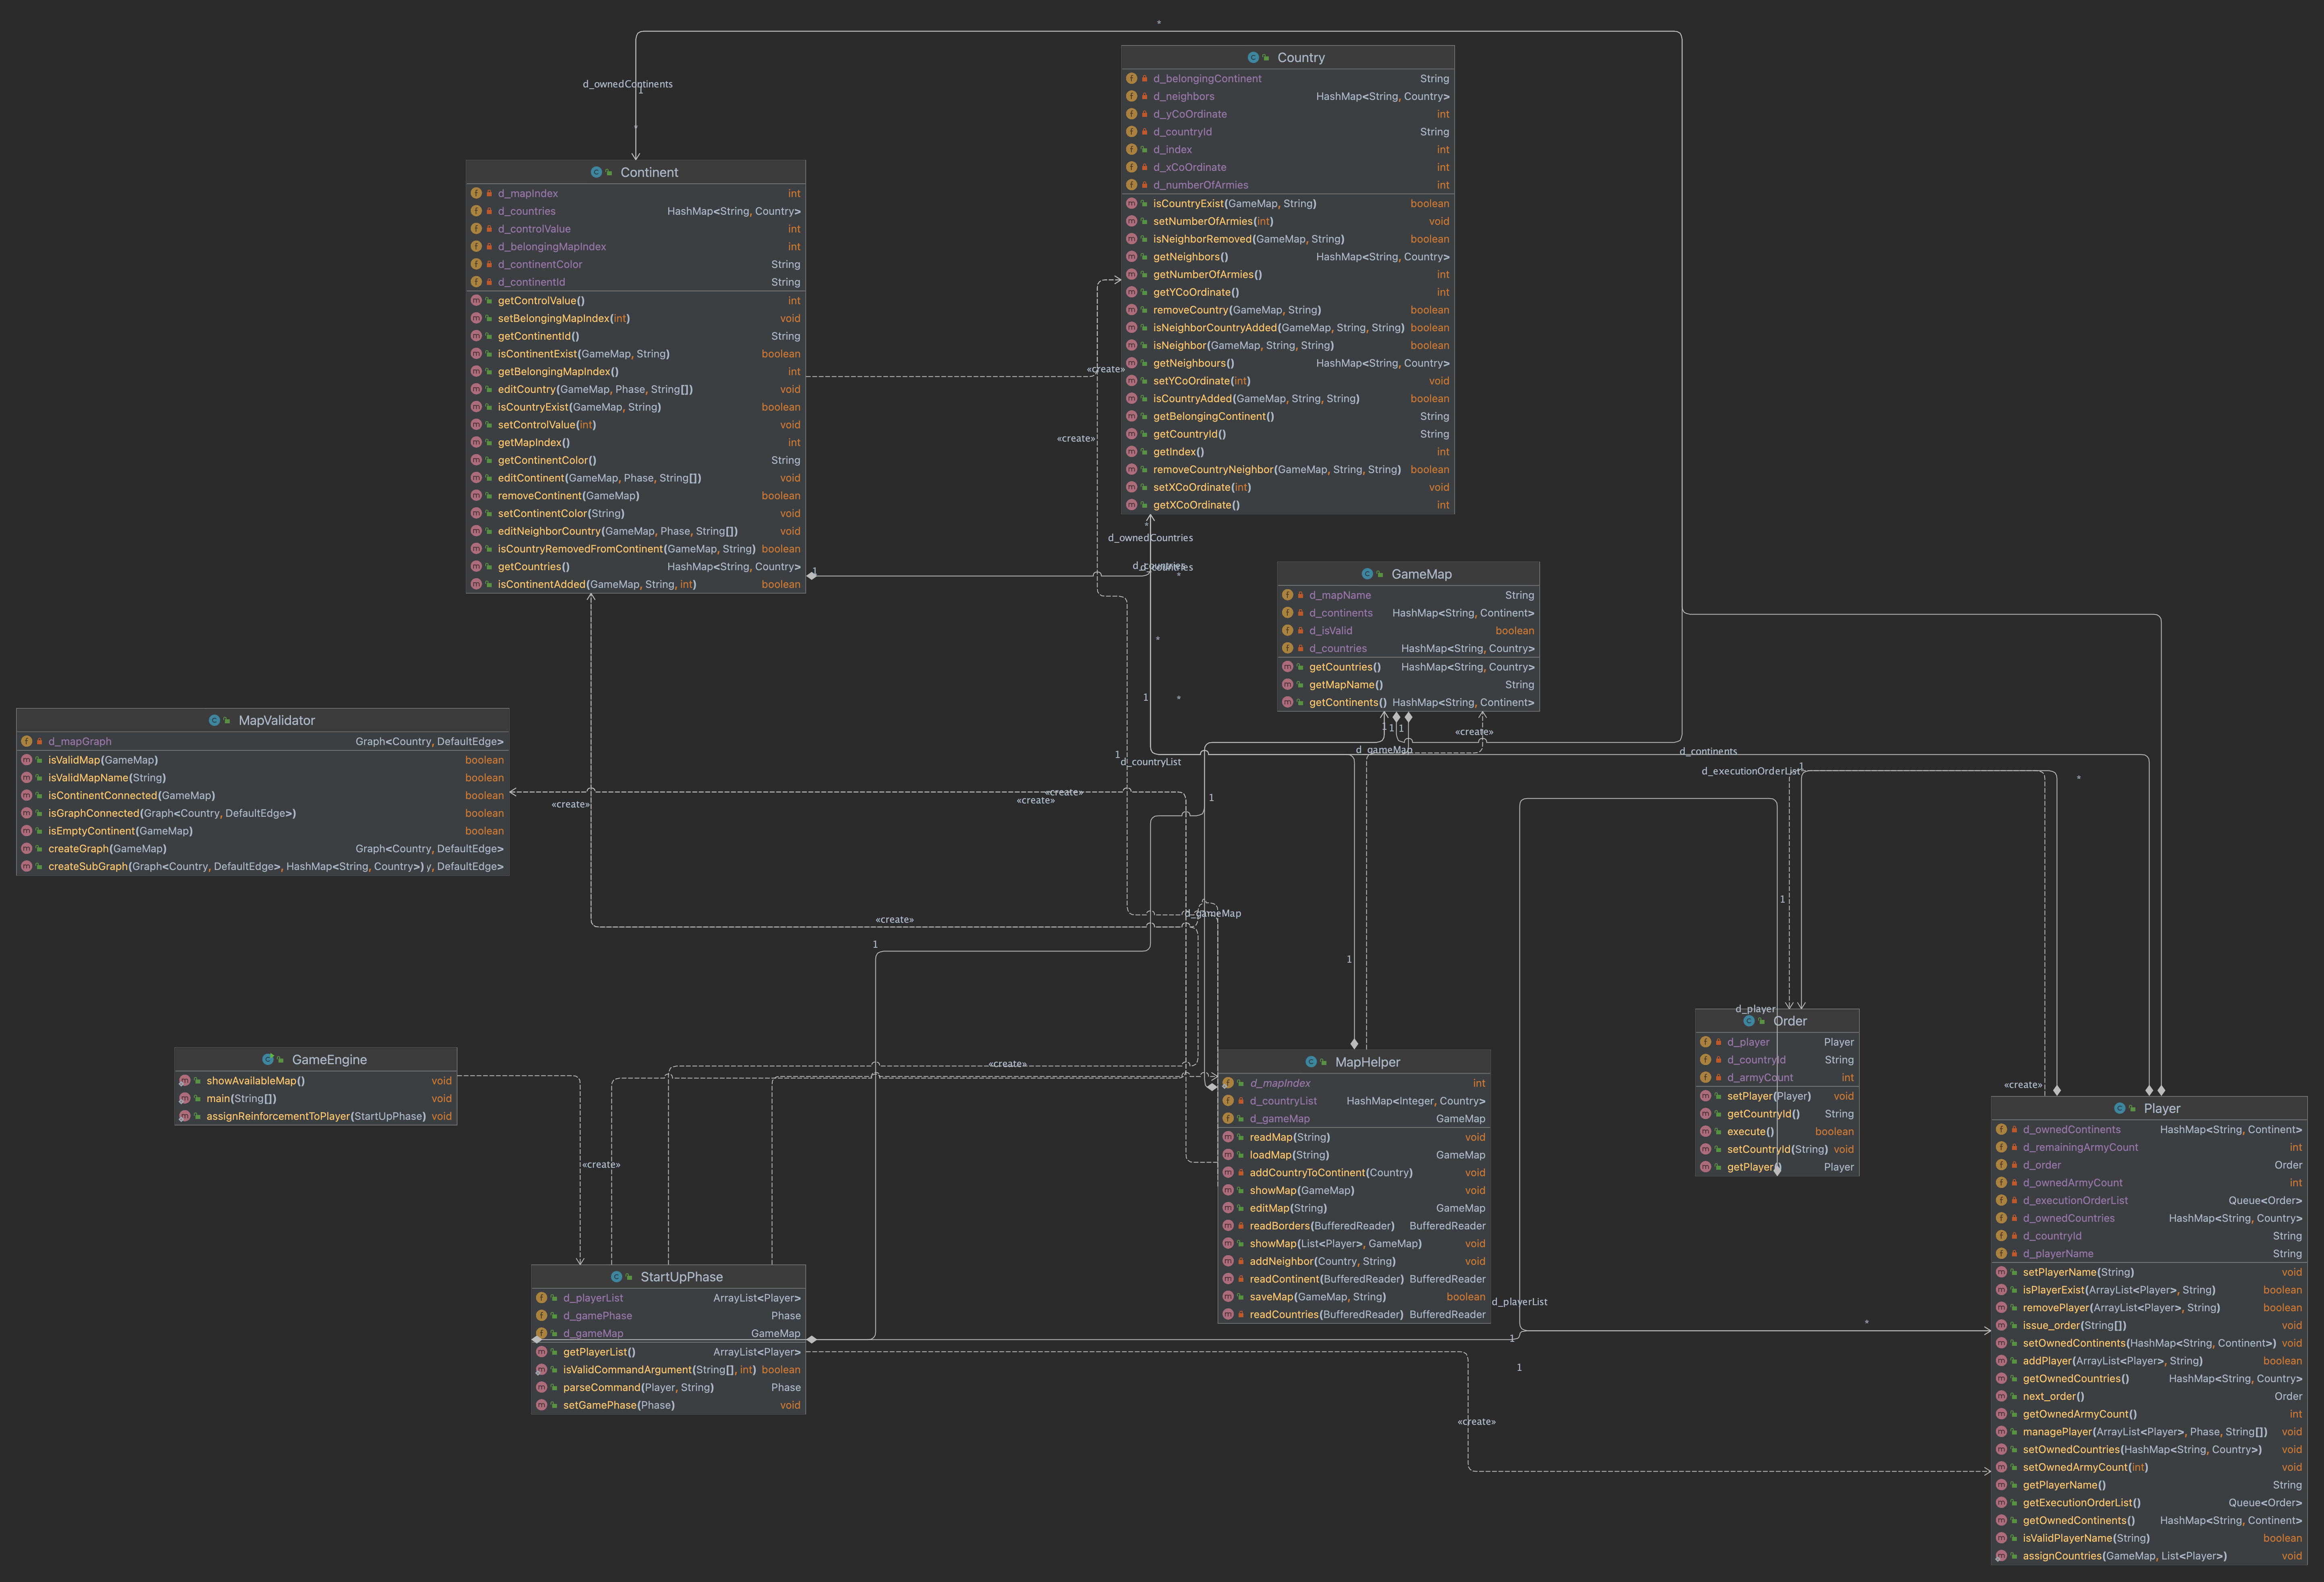 *
d_ownedContinents
1
*
Country
d_belongingContinent String
d_neighbors HashMap<String, Country>
d_yCoOrdinate int
d_countryId String
d_index int
d_xCoOrdinate int
d_numberOfArmies int
isCountryExist(GameMap, String) boolean
setNumberOfArmies(int) void
isNeighborRemoved(GameMap, String) boolean
getNeighbors() HashMap<String, Country>
getNumberOfArmies() int
getYCoOrdinate() int
removeCountry(GameMap, String) boolean
isNeighborCountryAdded(GameMap, String, String) boolean
isNeighbor(GameMap, String, String) boolean
getNeighbours() HashMap<String, Country>
setYCoOrdinate(int) void
isCountryAdded(GameMap, String, String) boolean
getBelongingContinent() String
getCountryId() String
getIndex() int
removeCountryNeighbor(GameMap, String, String) boolean
setXCoOrdinate(int) void
getXCoOrdinate() int
Continent
d_mapIndex int
d_countries HashMap<String, Country>
d_controlValue int
d_belongingMapIndex int
d_continentColor String
d_continentId String
getControlValue() int
setBelongingMapIndex(int) void
getContinentId() String
isContinentExist(GameMap, String) boolean
getBelongingMapIndex() int
editCountry(GameMap, Phase, String[]) void
isCountryExist(GameMap, String) boolean
setControlValue(int) void
getMapIndex() int
getContinentColor() String
editContinent(GameMap, Phase, String[]) void
removeContinent(GameMap) boolean
setContinentColor(String) void
editNeighborCountry(GameMap, Phase, String[]) void
isCountryRemovedFromContinent(GameMap, String) boolean
getCountries() HashMap<String, Country>
isContinentAdded(GameMap, String, int) boolean
«create»
«create»
*
d_ownedCountries
1
d_countries
d_countries
*
*
1
*
GameMap
d_mapName String
d_continents HashMap<String, Continent>
d_isValid boolean
d_countries HashMap<String, Country>
getCountries() HashMap<String, Country>
getMapName() String
getContinents() HashMap<String, Continent>
1
1
1
«create»
d_gameMap
d_continents
1
d_countryList
MapValidator
d_mapGraph Graph<Country, DefaultEdge>
isValidMap(GameMap) boolean
isValidMapName(String) boolean
isContinentConnected(GameMap) boolean
isGraphConnected(Graph<Country, DefaultEdge>) boolean
isEmptyContinent(GameMap) boolean
createGraph(GameMap) Graph<Country, DefaultEdge>
createSubGraph(Graph<Country, DefaultEdge>, HashMap<String, Country>) y, DefaultEdge>
«create»
«create»
«create»
1
d_executionOrderList
1
*
1
«create»
d_gameMap
1
1
GameEngine
showAvailableMap() void
main(String[]) void
assignReinforcementToPlayer(StartUpPhase) void
«create»
«create»
MapHelper
d_mapIndex int
d_countryList HashMap<Integer, Country>
d_gameMap GameMap
readMap(String) void
loadMap(String) GameMap
addCountryToContinent(Country) void
showMap(GameMap) void
editMap(String) GameMap
readBorders(BufferedReader) BufferedReader
showMap(List<Player>, GameMap) void
addNeighbor(Country, String) void
readContinent(BufferedReader) BufferedReader
saveMap(GameMap, String) boolean
readCountries(BufferedReader) BufferedReader
d_player
Order
d_player Player
d_countryId String
d_armyCount int
setPlayer(Player) void
getCountryId() String
execute() boolean
setCountryId(String) void
getPlayer() Player
«create»
Player
d_ownedContinents HashMap<String, Continent>
d_remainingArmyCount int
d_order Order
d_ownedArmyCount int
d_executionOrderList Queue<Order>
d_ownedCountries HashMap<String, Country>
d_countryId String
d_playerName String
setPlayerName(String) void
isPlayerExist(ArrayList<Player>, String) boolean
removePlayer(ArrayList<Player>, String) boolean
issue_order(String[]) void
setOwnedContinents(HashMap<String, Continent>) void
addPlayer(ArrayList<Player>, String) boolean
getOwnedCountries() HashMap<String, Country>
next_order() Order
getOwnedArmyCount() int
managePlayer(ArrayList<Player>, Phase, String[]) void
setOwnedCountries(HashMap<String, Country>) void
setOwnedArmyCount(int) void
getPlayerName() String
getExecutionOrderList() Queue<Order>
getOwnedContinents() HashMap<String, Continent>
isValidPlayerName(String) boolean
assignCountries(GameMap, List<Player>) void
StartUpPhase
d_playerList ArrayList<Player>
d_gamePhase Phase
d_gameMap GameMap
getPlayerList() ArrayList<Player>
isValidCommandArgument(String[], int) boolean
parseCommand(Player, String) Phase
setGamePhase(Phase) void
d_playerList
*
1
1
«create»